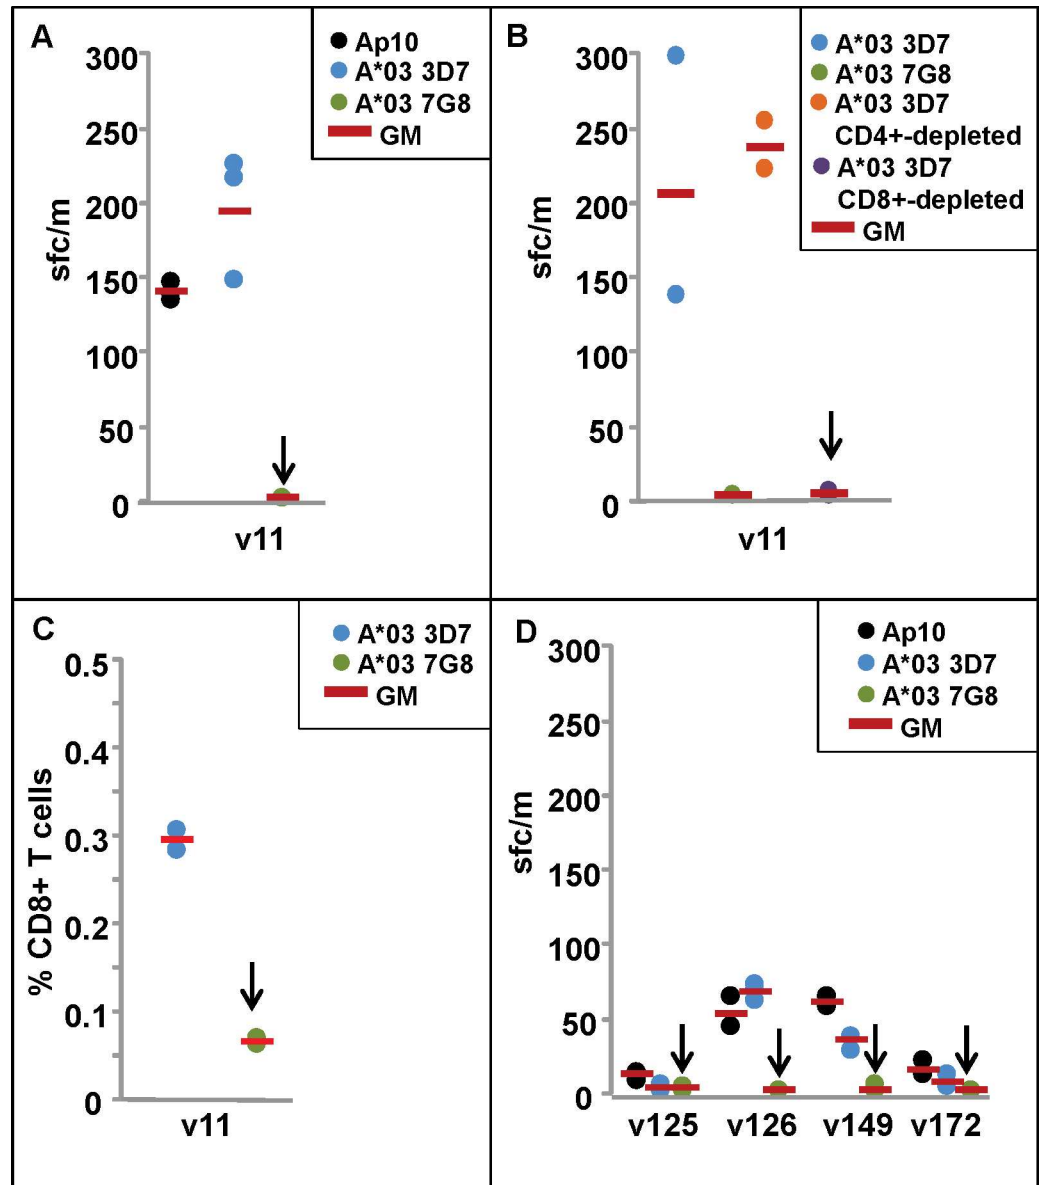 A
Ap10
A*03 3D7
A*03 7G8
GM
300
250
200
150
100
50
0
sfc/m
v11
B
A*03 3D7
A*03 7G8
A*03 3D7
CD4+-depleted
A*03 3D7
CD8+-depleted
GM
300
250
200
150
100
50
0
sfc/m
v11
C
A*03 3D7
A*03 7G8
GM
0.5
0.4
0.3
0.2
0.1
0
% CD8+ T cells
v11
D
Ap10
A*03 3D7
A*03 7G8
GM
300
250
200
150
100
50
0
sfc/m
v125 v126 v149 v172